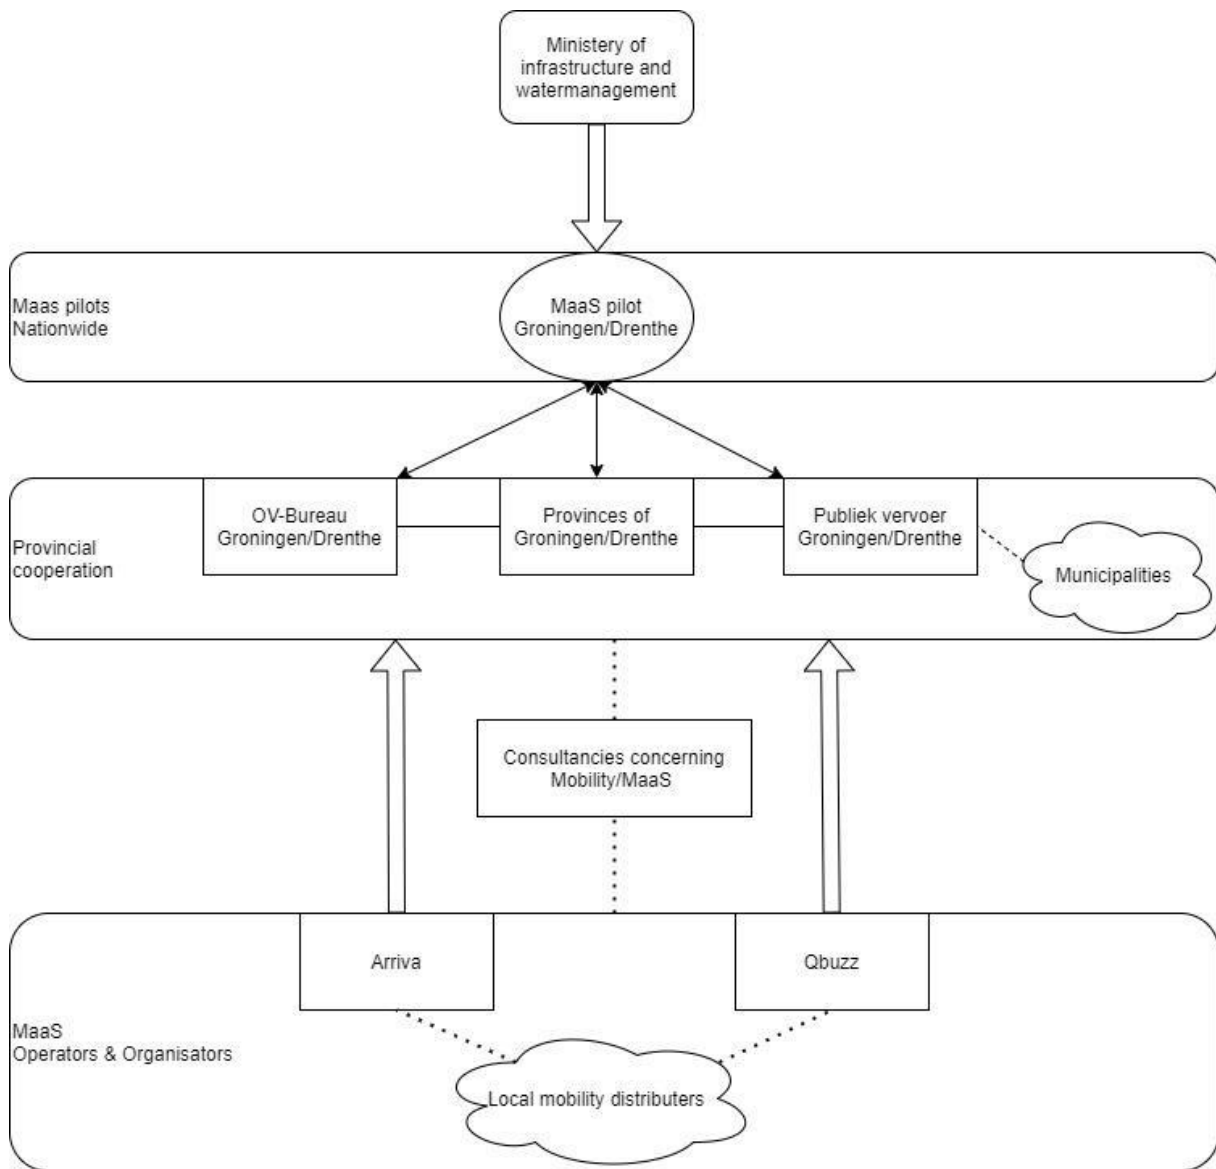 Ministery of
infrastructure and
watermanagement
Maas pilots
Nationwide
MaaS pilot
Groningen/Drenthe
OV-Bureau
Groningen/Drenthe
Provinces of
Groningen/Drenthe
Publiek vervoer
Groningen/Drenthe
Provincial
cooperation
Municipalities
Consultancies concerning
Mobility/MaaS
Arriva
Qbuzz
MaaS
Operators & Organisators
Local mobility distributers